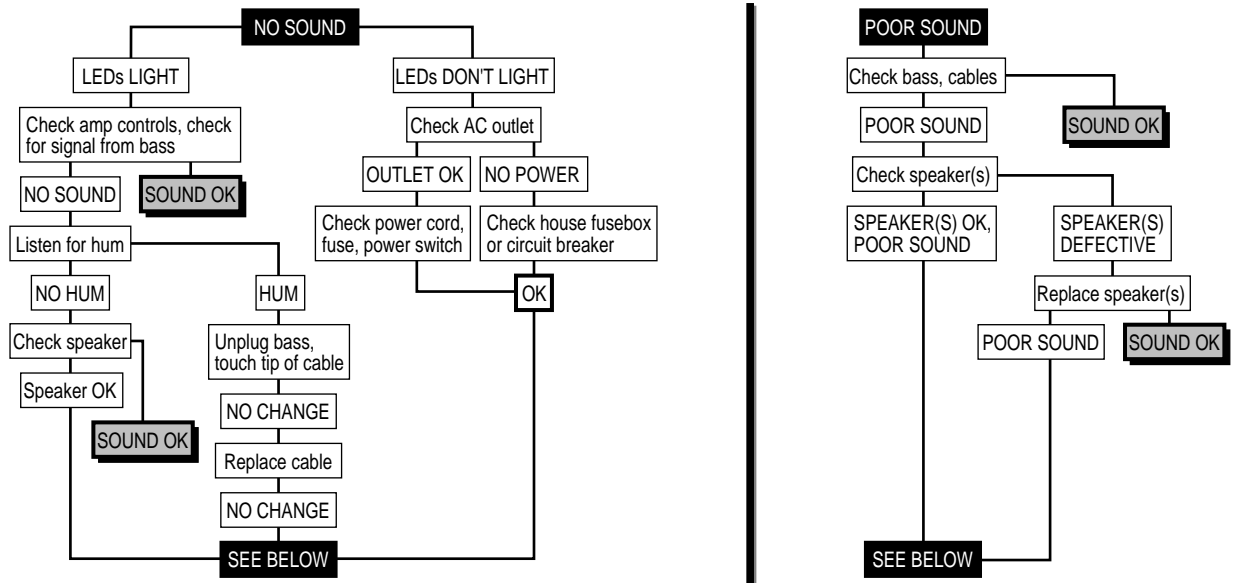 NO SOUND
LEDs LIGHT
LEDs DON'T LIGHT
Check amp controls, check
for signal from bass
Check AC outlet
NO SOUND
SOUND OK
OUTLET OK
NO POWER
Listen for hum
Check power cord,
fuse, power switch
Check house fusebox
or circuit breaker
NO HUM
HUM
OK
Check speaker
Unplug bass,
touch tip of cable
Speaker OK
NO CHANGE
SOUND OK
Replace cable
NO CHANGE
SEE BELOW
POOR SOUND
Check bass, cables
POOR SOUND
SOUND OK
Check speaker(s)
SPEAKER(S) OK,
POOR SOUND
SPEAKER(S)
DEFECTIVE
Replace speaker(s)
POOR SOUND
SOUND OK
SEE BELOW